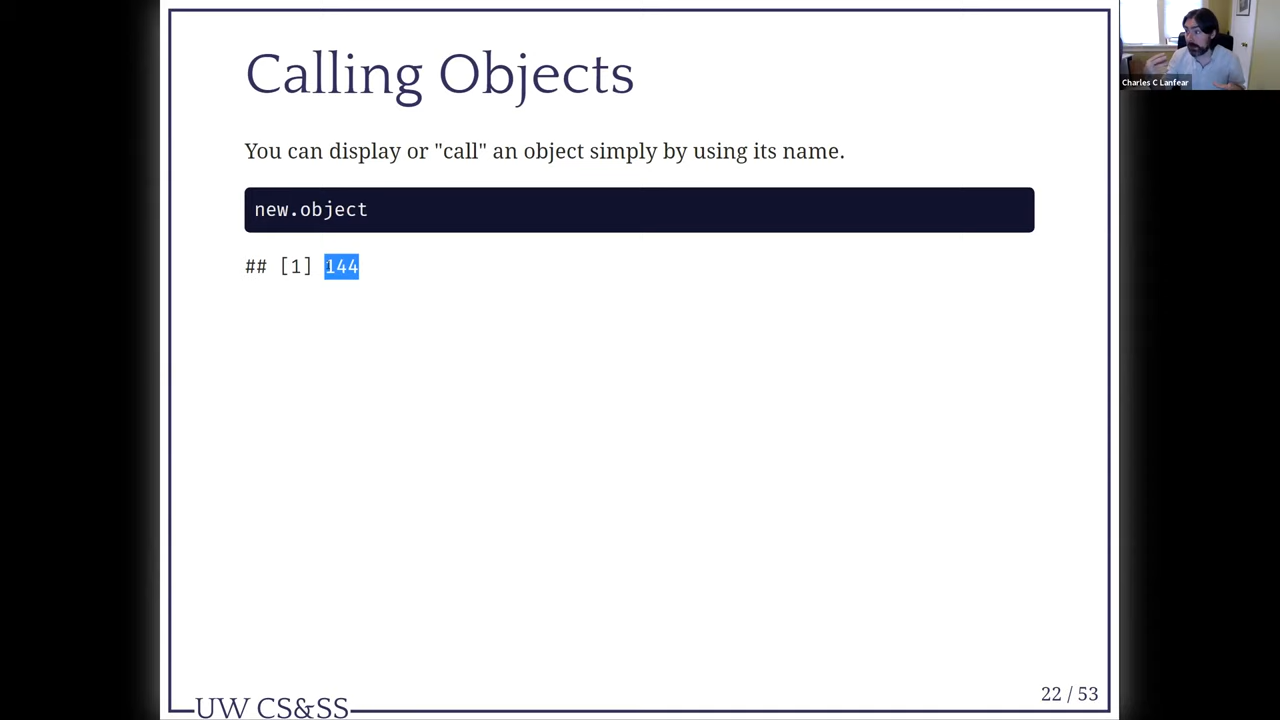 Calling Objects
Charles C Lanfear
You can display or "call" an object simply by using its name.
new.object
## [1] 144
22 / 53
UW CS&SS